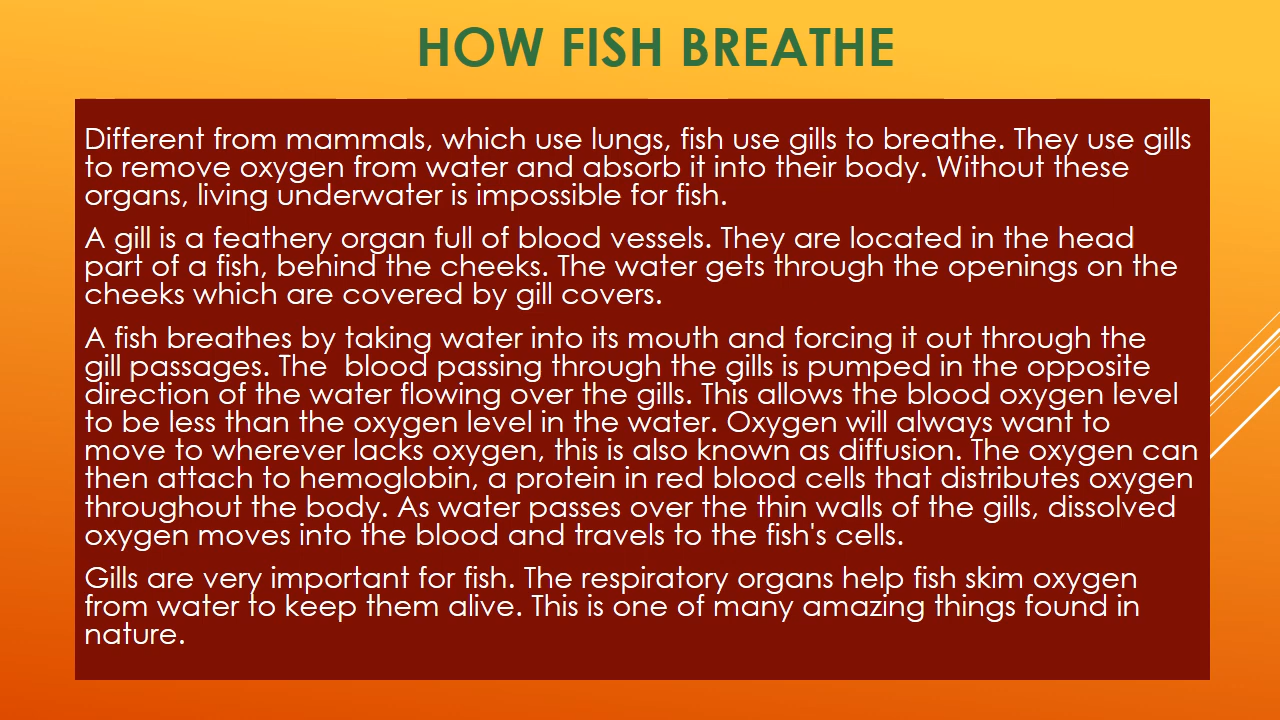 HOW FISH BREATHE
Different from mammals, which use lungs, fish use gills to breathe. They use gills
to remove oxygen from water and absorb it into their body. Without these
organs, living underwater is impossible for fish.
A gill is a feathery organ full of blood vessels. They are located in the head
part of a fish, behind the cheeks. The water gets through the openings on the
cheeks which are covered by gill covers.
A fish breathes by taking water into its mouth and forcing it out through the
gill passages. The  blood passing through the gills is pumped in the opposite
direction of the water flowing over the gills. This allows the blood oxygen level
to be less than the oxygen level in the water. Oxygen will always want to
move to wherever lacks oxygen, this is also known as diffusion. The oxygen can
then attach to hemoglobin, a protein in red blood cells that distributes oxygen
throughout the body. As water passes over the thin walls of the gills, dissolved
oxygen moves into the blood and travels to the fish's cells.
Gills are very important for fish. The respiratory organs help fish skim oxygen
from water to keep them alive. This is one of many amazing things found in
nature.